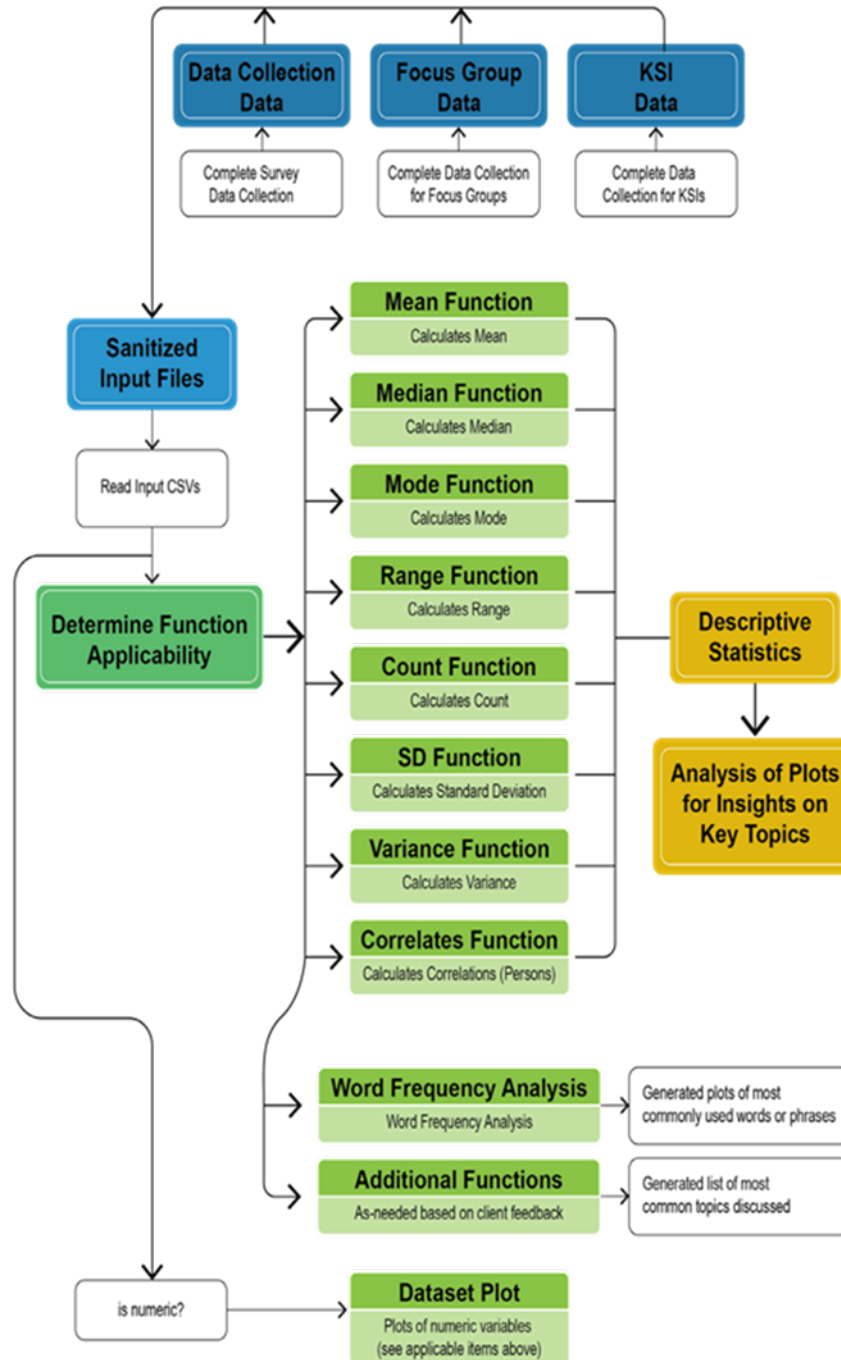 Data Collection
Data
Focus Group
Data
KSI
Data
Complete Survey
Data Collection
Complete Data Collection
for Focus Groups
Complete Data
Collection for KSIs
Sanitized
Input Files
Read Input CSVs
Determine Function
Applicability
Mean Function
Calculates Mean
Median Function
Calculates Median
Mode Function
Calculates Mode
Range Function
Calculates Range
Count Function
Calculates Count
SD Function
Calculates Standard Deviation
Variance Function
Calculates Variance
Correlates Function
Calculates Correlations (Persons)
Descriptive
Statistics
Analysis of Plots
for Insights on
Key Topics
Word Frequency Analysis
Word Frequency Analysis
Generated plots of most
commonly used words or phrases
Additional Functions
As-needed based on client feedback
Generated list of most
common topics discussed
is numeric?
Dataset Plot
Plots of numeric variables
(see applicable items above)